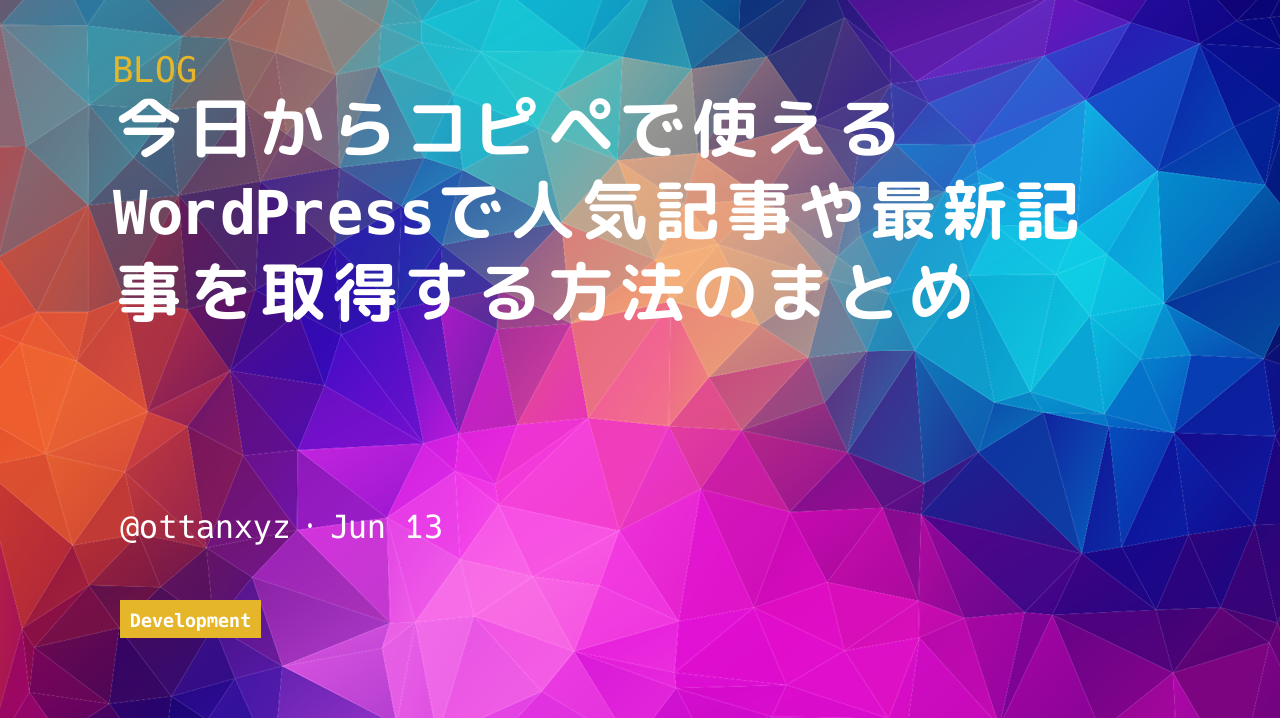 BLOG
今日からコピペで使える
WordPressで人気記事や最新記
事を取得する方法のまとめ
@ottanxyz · Jun 13
Development